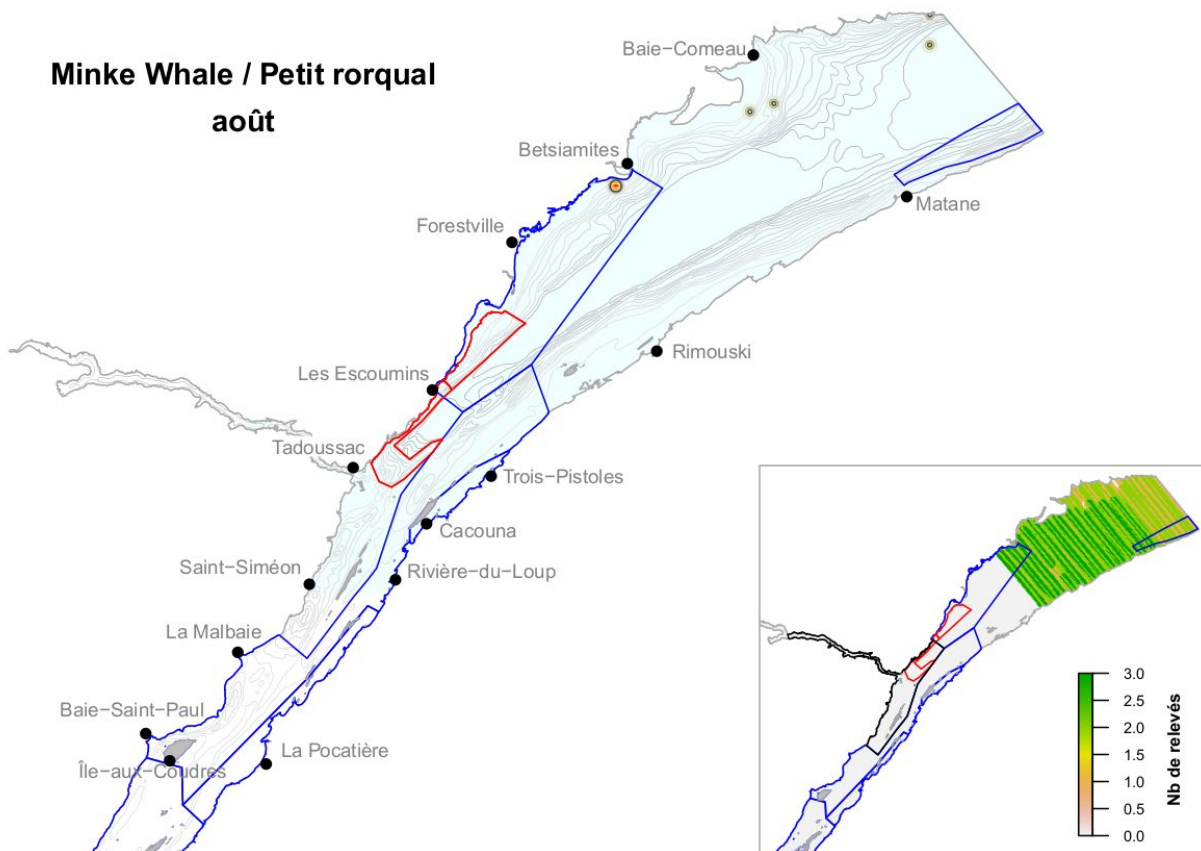 Minke Whale / Petit rorqual
août
Baie−Comeau
Betsiamites
Matane
Forestville
Rimouski
Les Escoumins
Tadoussac
Trois−Pistoles
Cacouna
Saint−Siméon
Rivière−du−Loup
La Malbaie
Baie−Saint−Paul
La Pocatière
Île−aux−Coudres
3.0
2.5
2.0
1.5
1.0
0.5
0.0
Nb de relevés